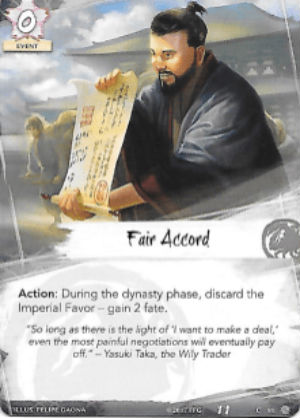 0
EVENT
Fair Accord
Action: During the dynasty phase, discard the
Imperial Favor – gain 2 fate.
"So long as there is the light of 'I want to make a deal,'
even the most painful negotiations will eventually
pay off." – Yasuki Taka, the Wily Trader
ILLUS: FELIPE GAONA ©2017 FFG 11